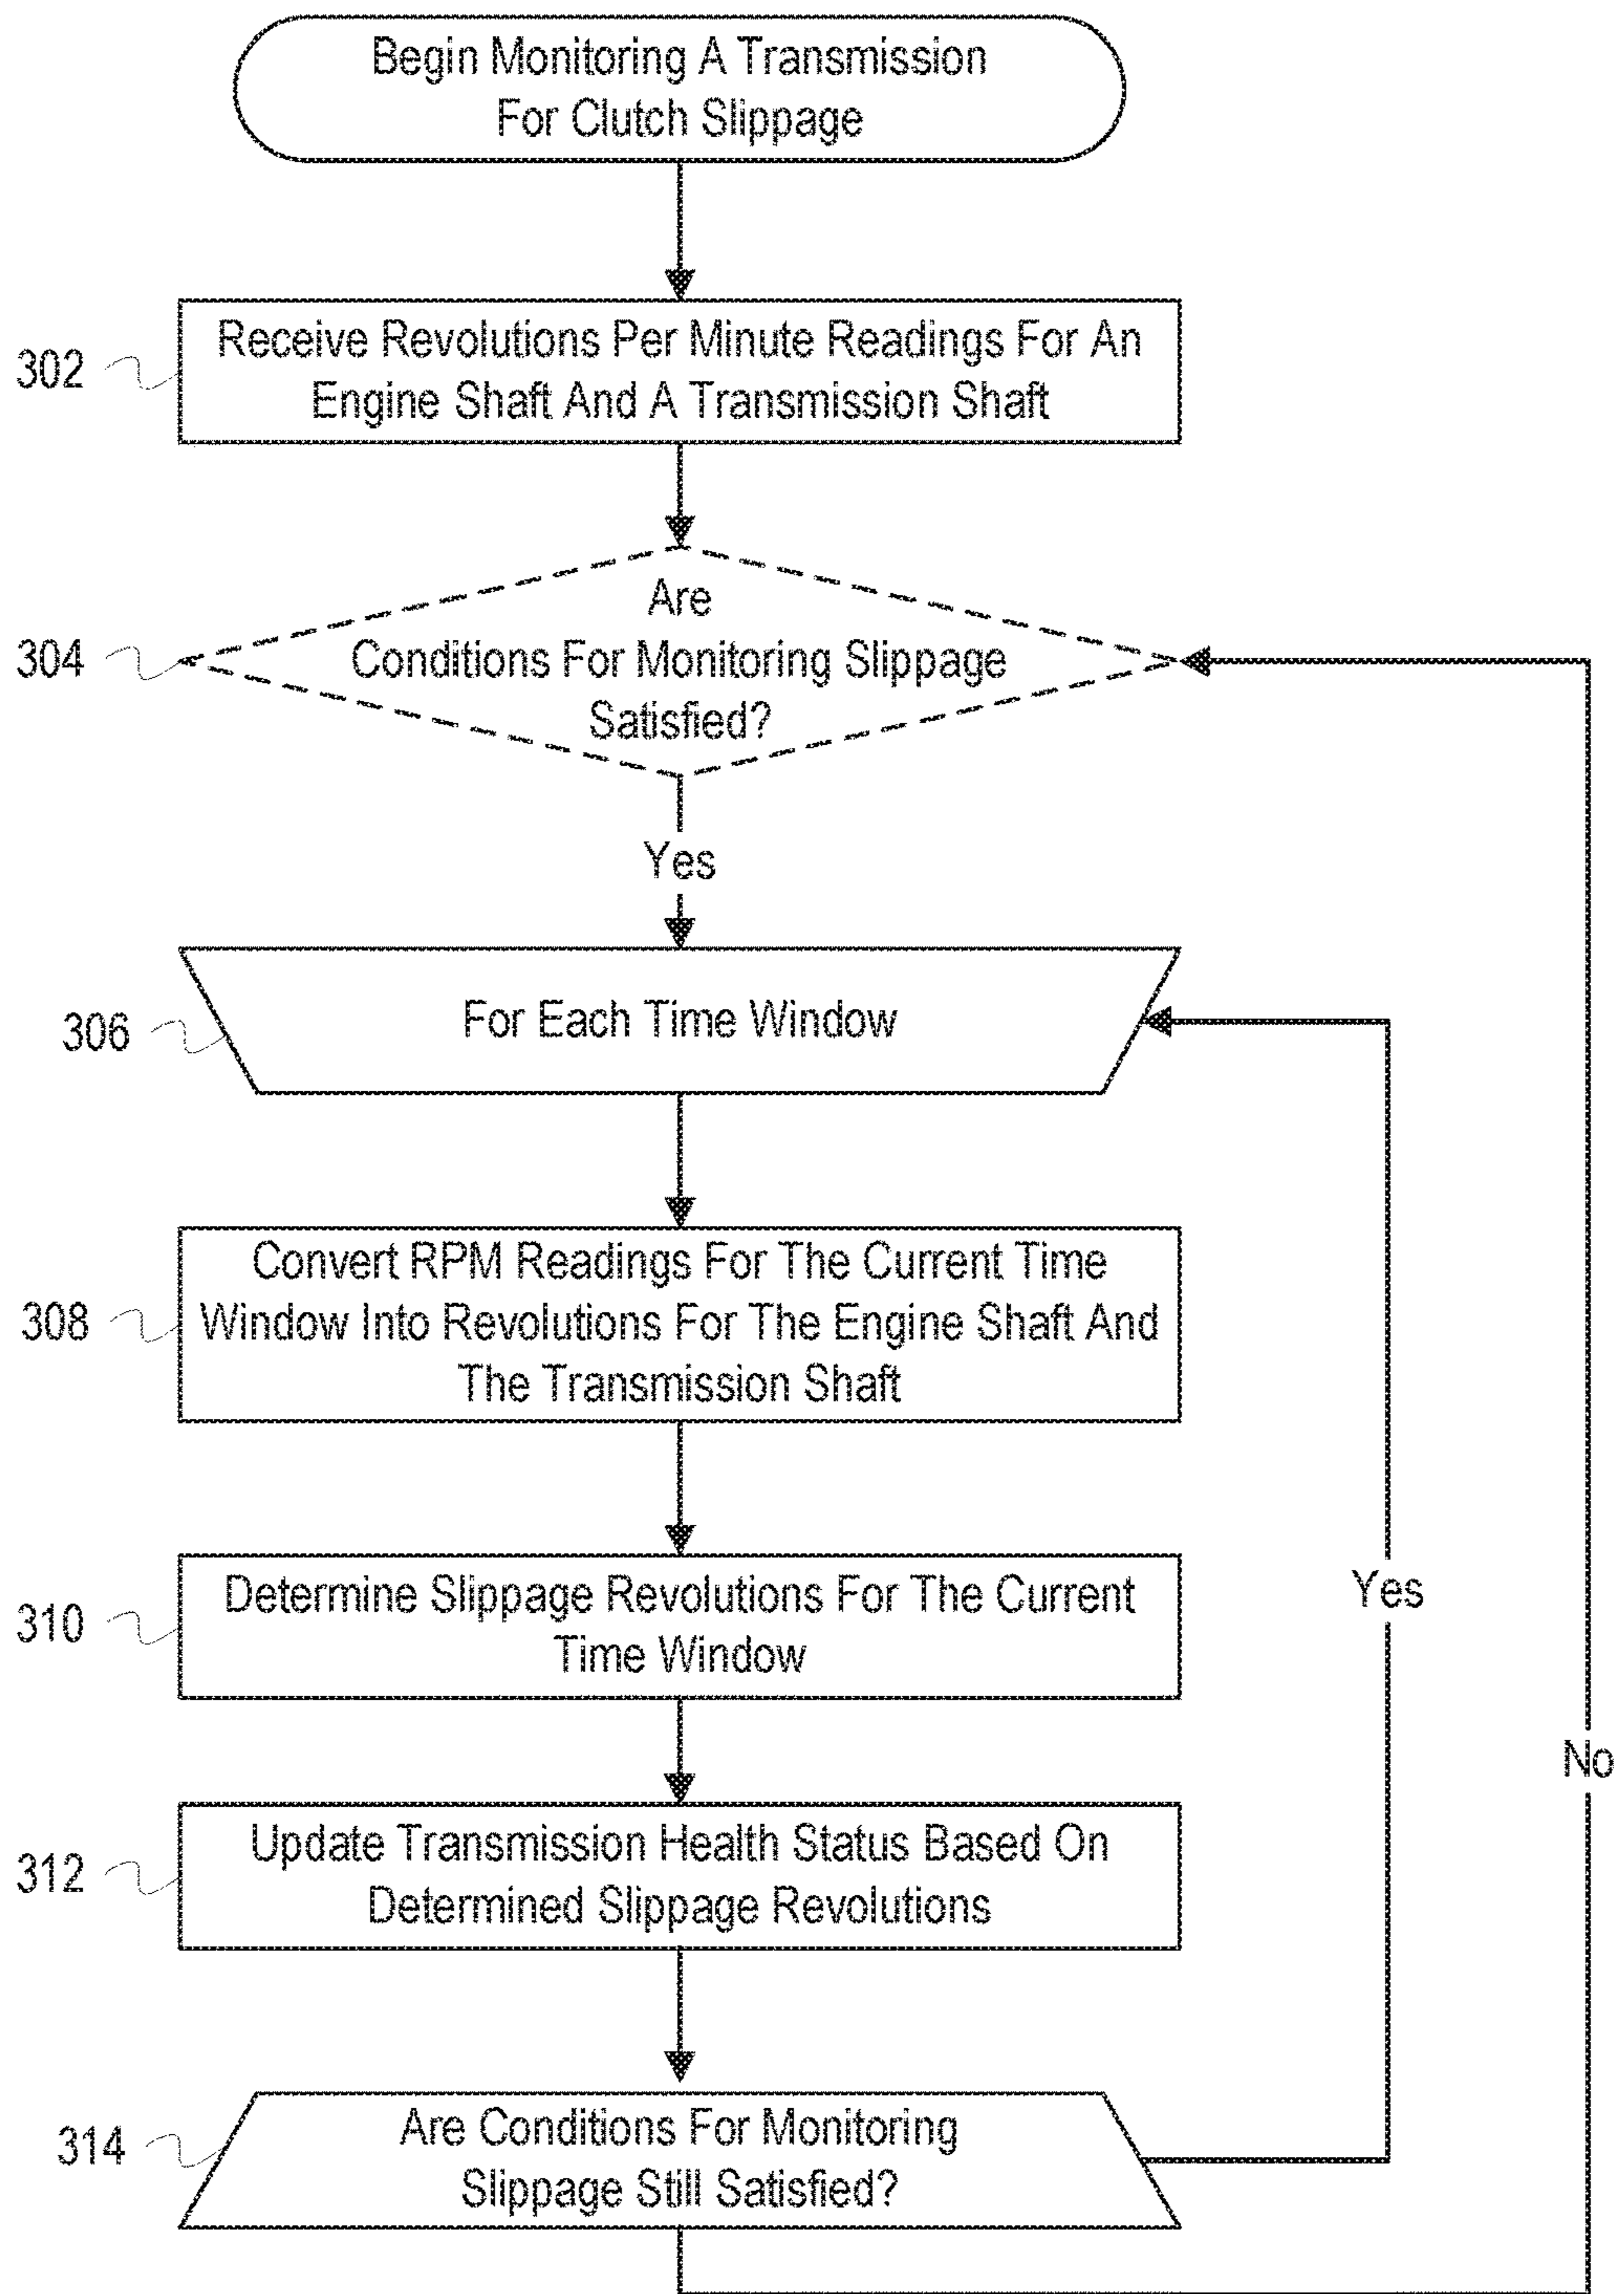 Begin Monitoring A Transmission
For Clutch Slippage
302
Receive Revolutions Per Minute Readings For An
Engine Shaft And A Transmission Shaft
304
Are
Conditions For Monitoring Slippage
Satisfied?
Yes
306
For Each Time Window
308
Convert RPM Readings For The Current Time
Window Into Revolutions For The Engine Shaft And
The Transmission Shaft
310
Determine Slippage Revolutions For The Current
Time Window
Yes
No
312
Update Transmission Health Status Based On
Determined Slippage Revolutions
314
Are Conditions For Monitoring
Slippage Still Satisfied?